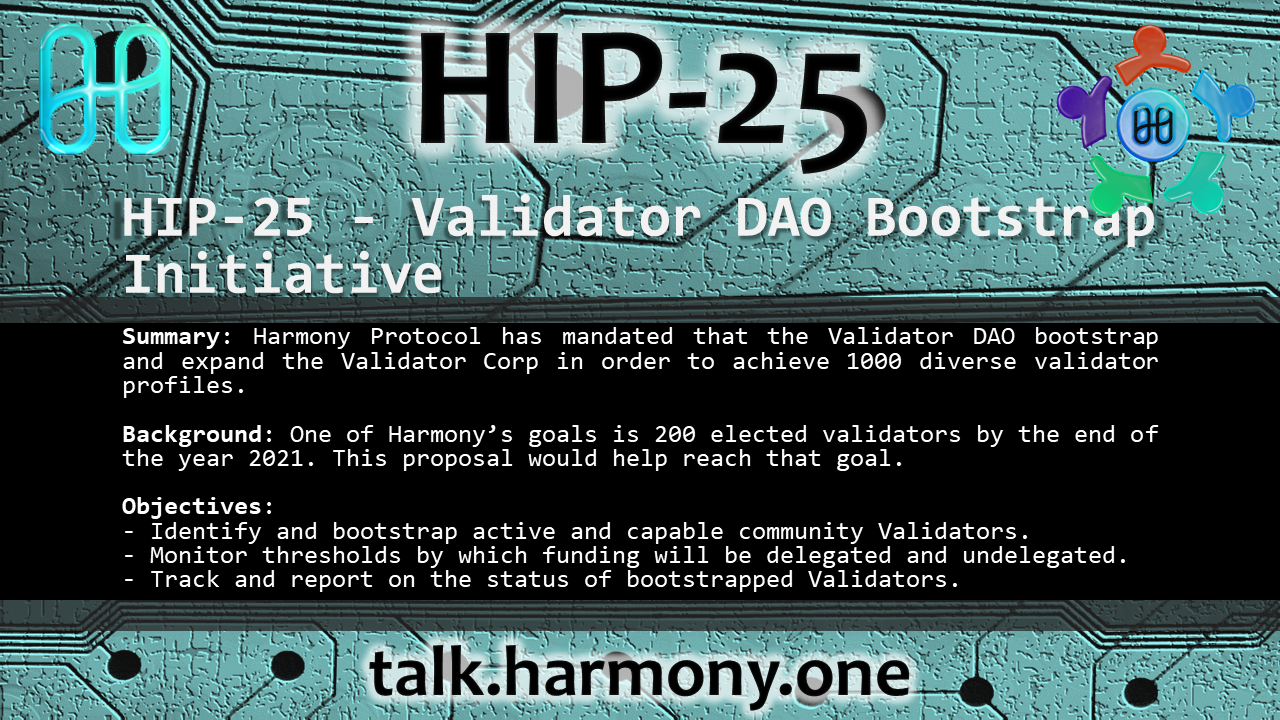 HIP-25
HIP-25 - Validator DAO Bootstrap
Initiative
Summary: Harmony Protocol has mandated that the Validator DAO bootstrap
and expand the Validator Corp in order to achieve 1000 diverse validator
profiles.
Background: One of Harmony’s goals is 200 elected validators by the end of
the year 2021. This proposal would help reach that goal.
Objectives:
- Identify and bootstrap active and capable community Validators.
- Monitor thresholds by which funding will be delegated and undelegated.
- Track and report on the status of bootstrapped Validators.
talk.harmony.one